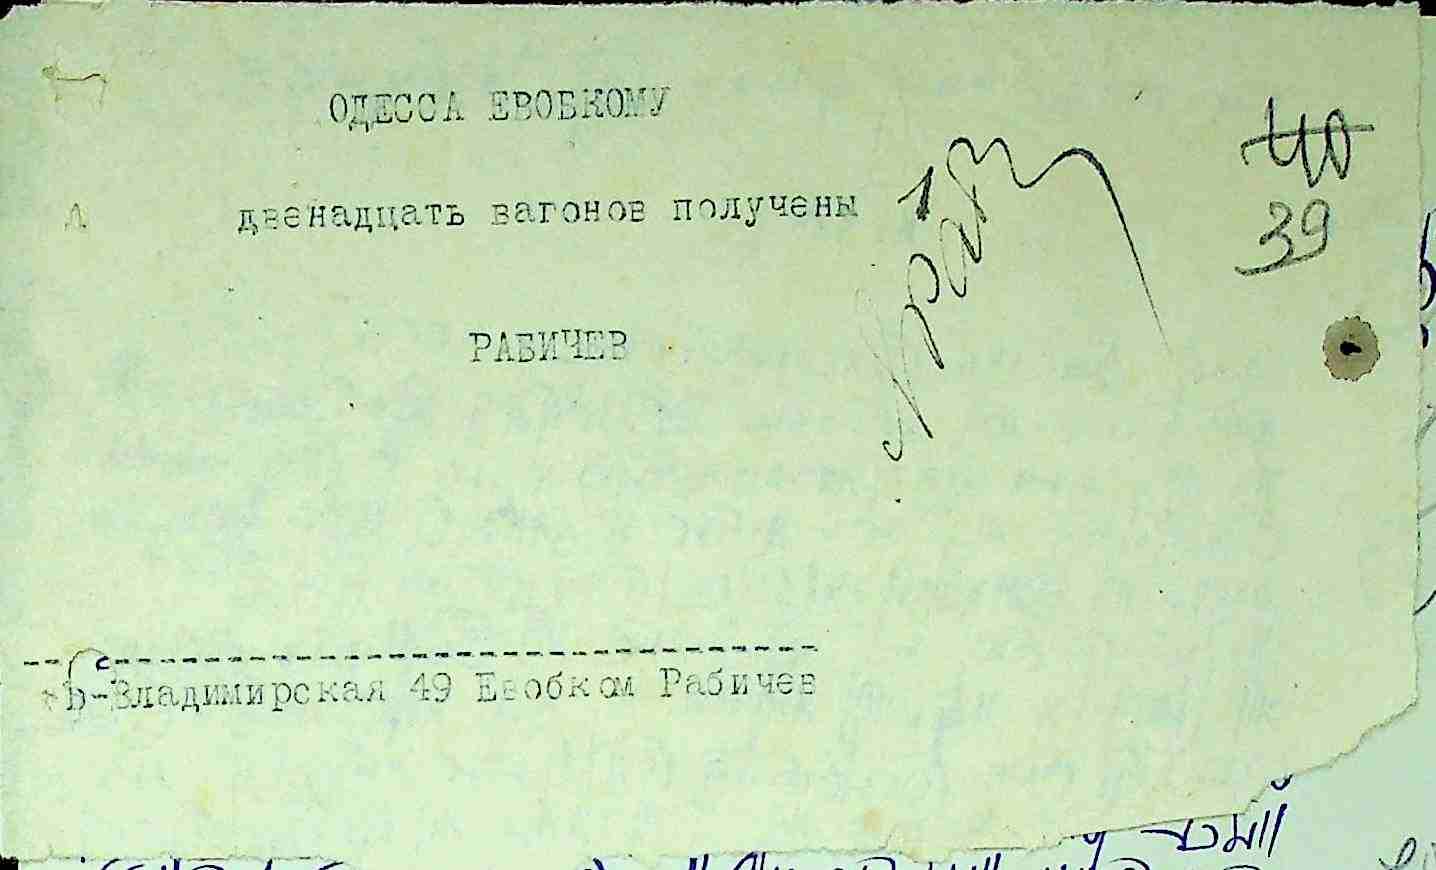 ОДЕССА ЕВОБКОМУ
40
39
двенадцать вагонов получены
РАБИЧЕВ
Б-Владимирская 49 Евобком Рабичев